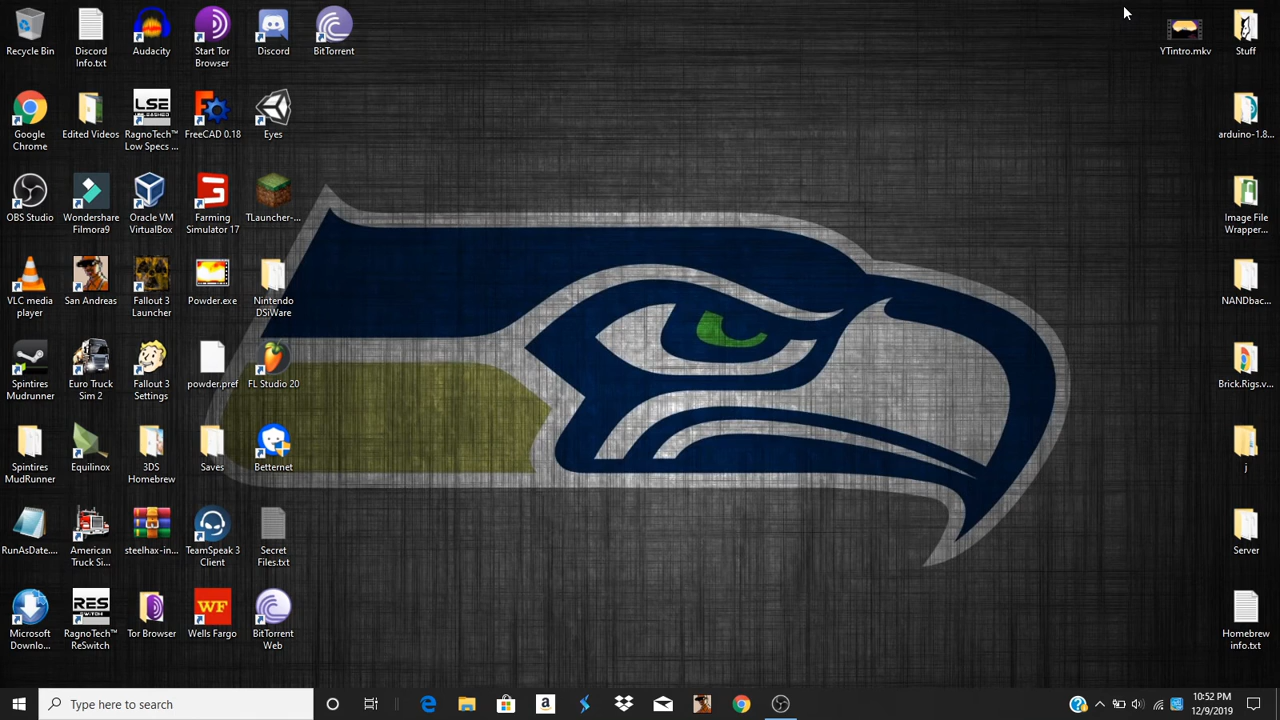 Recycle Bin
Discord
Info.txt
Audacity
Start Tor
Browser
Discord
BitTorrent
YTintro.mkv
Stuff
Google
Chrome
Edited Videos
LSE
UNLEASHED
RagnoTech™
Low Specs ...
FreeCAD 0.18
Eyes
arduino-1.8...
OBS Studio
Wondershare
Filmora9
Oracle VM
VirtualBox
Farming
Simulator 17
TLauncher-...
Image File
Wrapper...
VLC media
player
San Andreas
Fallout 3
Launcher
Powder.exe
Nintendo
DSiWare
NANDbac...
Spintires
Mudrunner
Euro Truck
Sim 2
Fallout 3
Settings
powder.pref
FL Studio 20
Brick.Rigs.v...
Spintires
MudRunner
Equilinox
3DS
Homebrew
Saves
Betternet
j
RunAsDate....
American
Truck Si...
steelhax-in...
TeamSpeak 3
Client
Secret
Files.txt
Server
Microsoft
Downlo...
RES
SWITCH
RagnoTech™
ReSwitch
Tor Browser
WF
Wells Fargo
BitTorrent
Web
Homebrew
info.txt
Type here to search
10:52 PM
12/9/2019